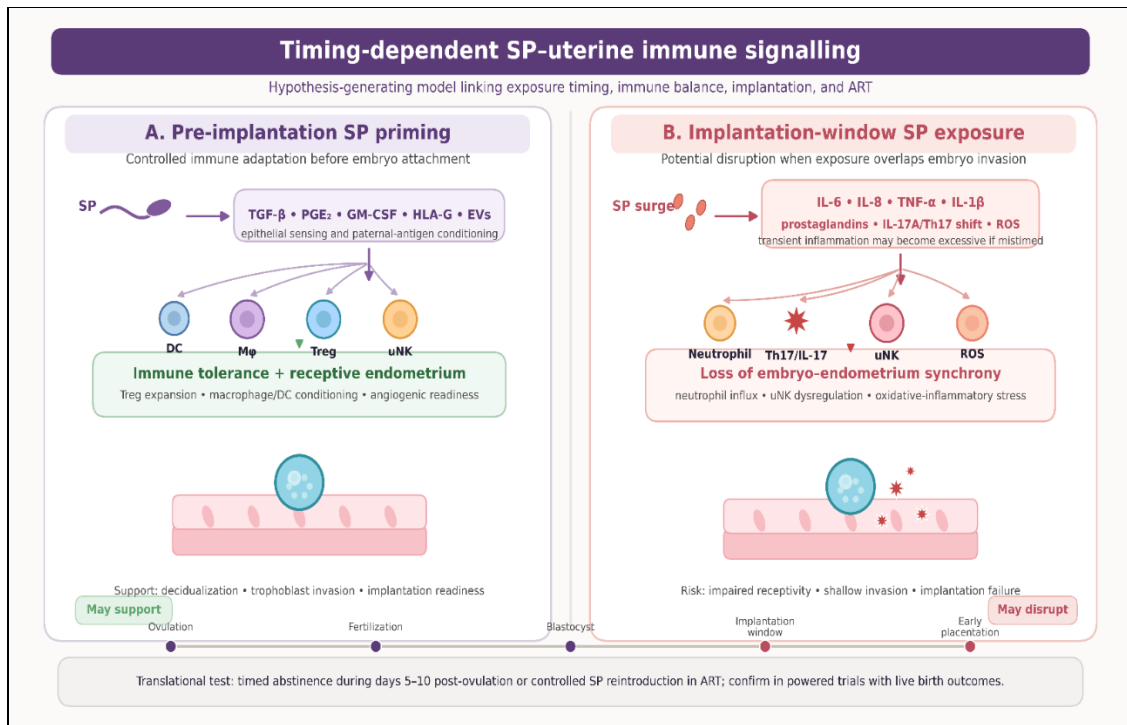 Timing-dependent SP–uterine immune signalling
Hypothesis-generating model linking exposure timing, immune balance, implantation, and ART
A. Pre-implantation SP priming
Controlled immune adaptation before embryo attachment
SP
TGF-β • PGE₂ • GM-CSF • HLA-G • EVs
epithelial sensing and paternal-antigen conditioning
DC
Mφ
Treg
uNK
Immune tolerance + receptive endometrium
Treg expansion • macrophage/DC conditioning • angiogenic readiness
Support: decidualization • trophoblast invasion • implantation readiness
May support
B. Implantation-window SP exposure
Potential disruption when exposure overlaps embryo invasion
SP surge
IL-6 • IL-8 • TNF-α • IL-1β
prostaglandins • IL-17A/Th17 shift • ROS
transient inflammation may become excessive if mistimed
Neutrophil
Th17/IL-17
uNK
ROS
Loss of embryo–endometrium synchrony
neutrophil influx • uNK dysregulation • oxidative-inflammatory stress
Risk: impaired receptivity • shallow invasion • implantation failure
May disrupt
Ovulation
Fertilization
Blastocyst
Implantation
window
Early
placentation
Translational test: timed abstinence during days 5–10 post-ovulation or controlled SP reintroduction in ART; confirm in powered trials with live birth outcomes.